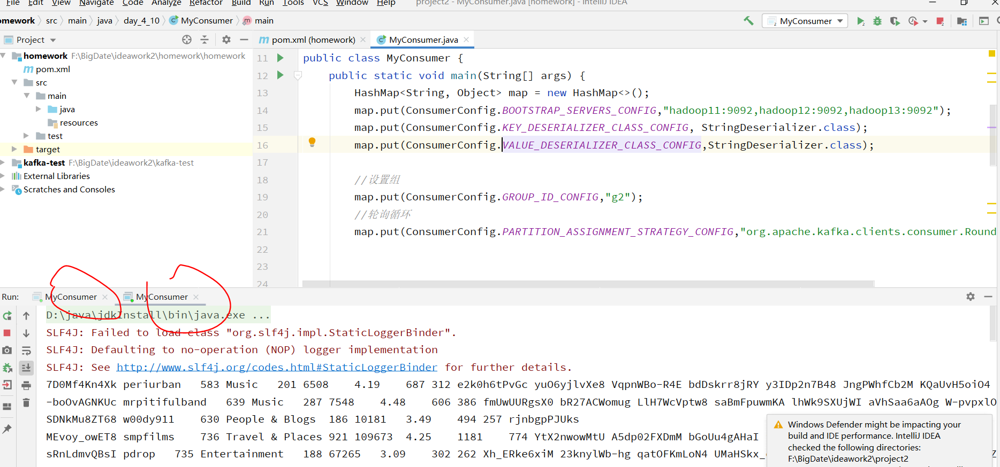 File Edit View Navigate Code Analyze Refactor Build Run Tools VCS Window Help project2 - MyConsumer.java [homework] - IntelliJ IDEA
homework src main java day_4_10 MyConsumer main MyConsumer
Project pom.xml (homework) MyConsumer.java
homework F:\BigDate\ideawork2\homework\homework
pom.xml
src
main
java
resources
test
target
kafka-test F:\BigDate\ideawork2\kafka-test
External Libraries
Scratches and Consoles
11 public class MyConsumer {
12 public static void main(String[] args) {
13 HashMap<String, Object> map = new HashMap<>();
14 map.put(ConsumerConfig.BOOTSTRAP_SERVERS_CONFIG,"hadoop11:9092,hadoop12:9092,hadoop13:9092");
15 map.put(ConsumerConfig.KEY_DESERIALIZER_CLASS_CONFIG, StringDeserializer.class);
16 map.put(ConsumerConfig.VALUE_DESERIALIZER_CLASS_CONFIG,StringDeserializer.class);
17
18 //设置组
19 map.put(ConsumerConfig.GROUP_ID_CONFIG,"g2");
20 //轮询循环
21 map.put(ConsumerConfig.PARTITION_ASSIGNMENT_STRATEGY_CONFIG,"org.apache.kafka.clients.consumer.Round
22
23
24
Run: MyConsumer MyConsumer
D:\java\jdkInstall\bin\java.exe ...
SLF4J: Failed to load class "org.slf4j.impl.StaticLoggerBinder".
SLF4J: Defaulting to no-operation (NOP) logger implementation
SLF4J: See http://www.slf4j.org/codes.html#StaticLoggerBinder for further details.
7D0Mf4Kn4Xk periurban 583 Music 201 6508 4.19 687 312 e2k0h6tPvGc yuO6yjlvXe8 VqpnWBo-R4E bdDskrr8jRY y3IDp2n7B48 JngPWhfCb2M KQaUvH5oiO4
-boOvAGNKUc mrpitifulband 639 Music 287 7548 4.48 606 386 fmUwUURgsX0 bR27ACWomug LlH7WcVptw8 saBmFpuwmKA lhWk9SXUjWI aVhSaa6aAOg W-pvpxlO
SDNkMu8ZT68 w00dy911 630 People & Blogs 186 10181 3.49 494 257 rjnbgpPJUks
MEvoy_owET8 smpfilms 736 Travel & Places 921 109673 4.25 1181 774 YtX2nwowMtU A5dp02FXDmM bGoUu4gAHaI
sRnLdmvQBsI pdrop 735 Entertainment 188 67265 3.09 302 262 Xh_ERke6xiM 23knylWb-hg qatOFKmLoN4 UMaHSkx_
Windows Defender might be impacting your
build and IDE performance. IntelliJ IDEA
checked the following directories:
F:\BigDate\ideawork2\project2